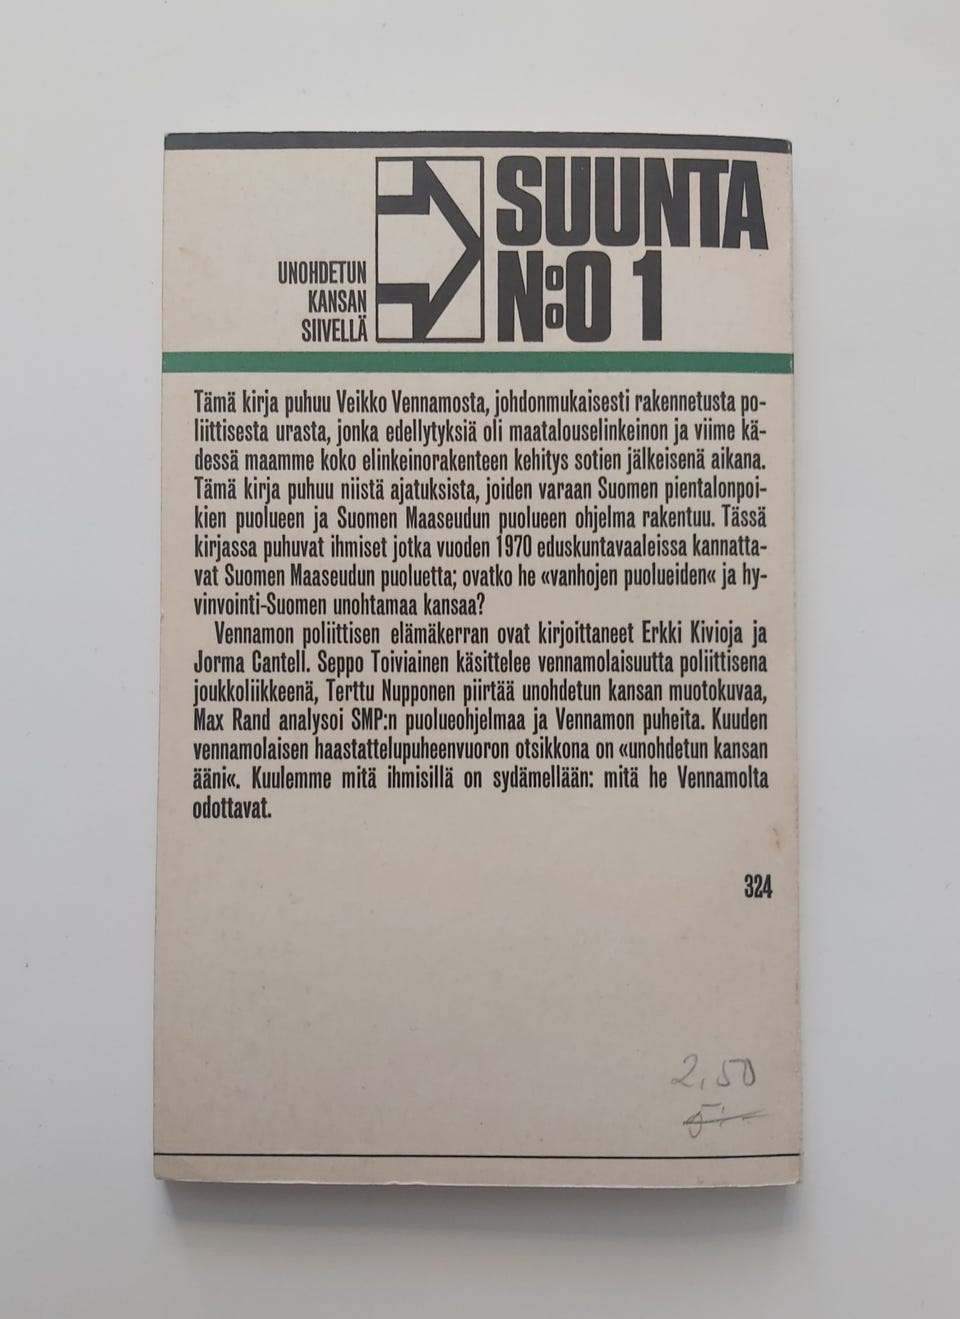 UNOHDETUN
KANSAN
SIIVELLÄ
SUUNTA
N:O 1
Tämä kirja puhuu Veikko Vennamosta, johdonmukaisesti rakennetusta po-
liittisesta urasta, jonka edellytyksiä oli maatalouselinkeinon ja viime kä-
dessä maamme koko elinkeinorakenteen kehitys sotien jälkeisenä aikana.
Tämä kirja puhuu niistä ajatuksista, joiden varaan Suomen pientalonpoi-
kien puolueen ja Suomen Maaseudun puolueen ohjelma rakentuu. Tässä
kirjassa puhuvat ihmiset jotka vuoden 1970 eduskuntavaaleissa kannatta-
vat Suomen Maaseudun puoluetta; ovatko he «vanhojen puolueiden« ja hy-
vinvointi-Suomen unohtamaa kansaa?
Vennamon poliittisen elämäkerran ovat kirjoittaneet Erkki Kivioja ja
Jorma Cantell. Seppo Toiviainen käsittelee vennamolaisuutta poliittisena
joukkoliikkeenä, Terttu Nupponen piirtää unohdetun kansan muotokuvaa,
Max Rand analysoi SMP:n puolueohjelmaa ja Vennamon puheita. Kuuden
vennamolaisen haastattelupuheenvuoron otsikkona on «unohdetun kansan
ääni«. Kuulemme mitä ihmisillä on sydämellään: mitä he Vennamolta
odottavat.
324
2,50
5:-